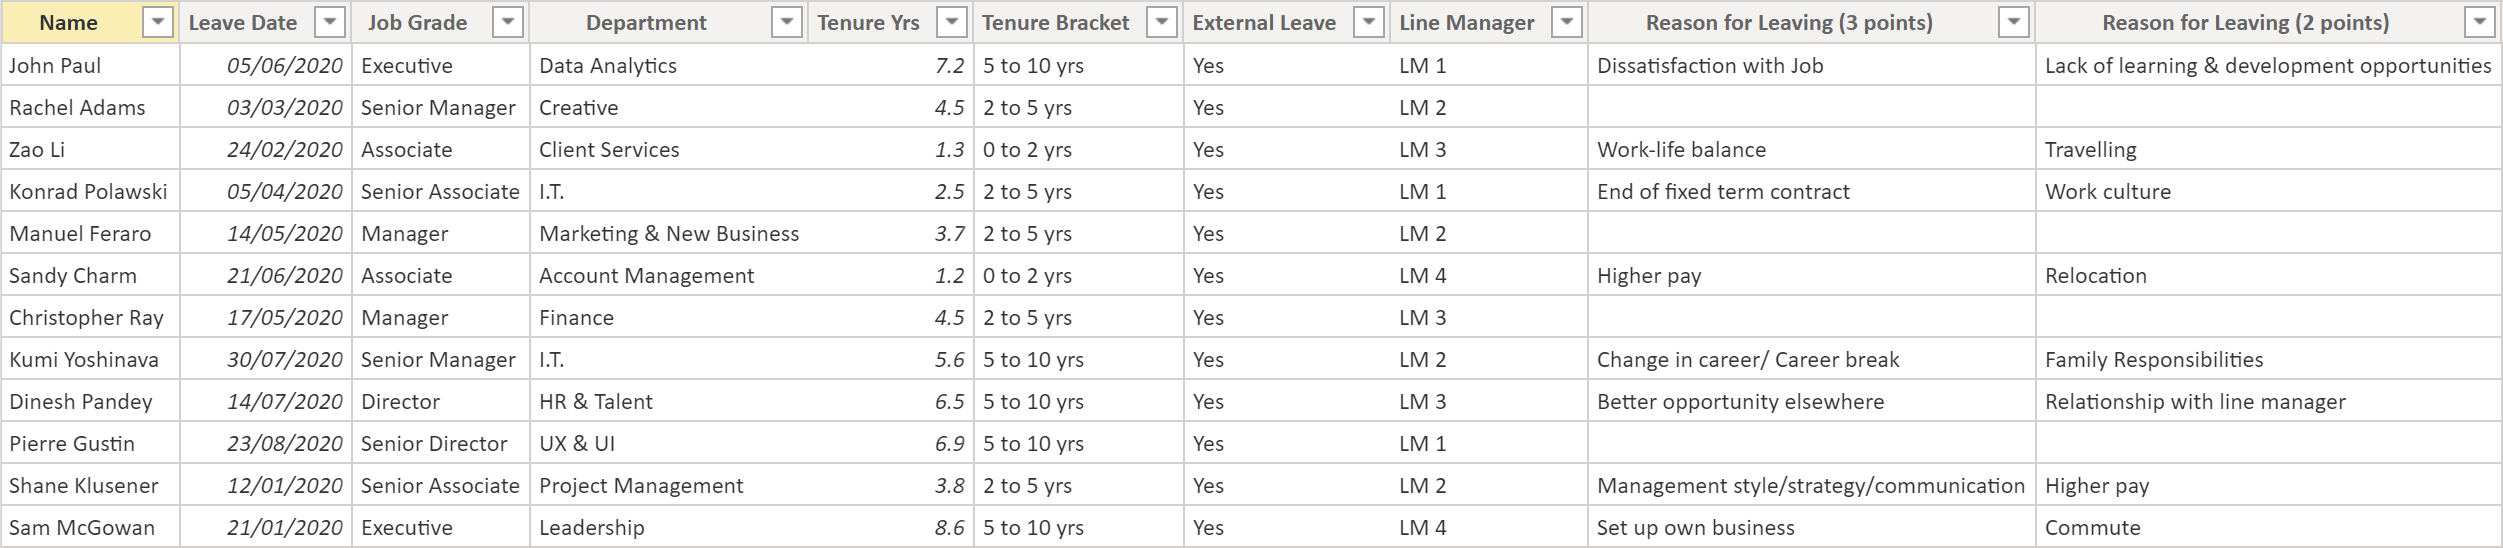 Name Leave Date Job Grade Department Tenure Yrs Tenure Bracket External Leave Line Manager Reason for Leaving (3 points) Reason for Leaving (2 points)
John Paul 05/06/2020 Executive Data Analytics 7.2 5 to 10 yrs Yes LM 1 Dissatisfaction with Job Lack of learning & development opportunities
Rachel Adams 03/03/2020 Senior Manager Creative 4.5 2 to 5 yrs Yes LM 2
Zao Li 24/02/2020 Associate Client Services 1.3 0 to 2 yrs Yes LM 3 Work-life balance Travelling
Konrad Polawski 05/04/2020 Senior Associate I.T. 2.5 2 to 5 yrs Yes LM 1 End of fixed term contract Work culture
Manuel Feraro 14/05/2020 Manager Marketing & New Business 3.7 2 to 5 yrs Yes LM 2
Sandy Charm 21/06/2020 Associate Account Management 1.2 0 to 2 yrs Yes LM 4 Higher pay Relocation
Christopher Ray 17/05/2020 Manager Finance 4.5 2 to 5 yrs Yes LM 3
Kumi Yoshinava 30/07/2020 Senior Manager I.T. 5.6 5 to 10 yrs Yes LM 2 Change in career/ Career break Family Responsibilities
Dinesh Pandey 14/07/2020 Director HR & Talent 6.5 5 to 10 yrs Yes LM 3 Better opportunity elsewhere Relationship with line manager
Pierre Gustin 23/08/2020 Senior Director UX & UI 6.9 5 to 10 yrs Yes LM 1
Shane Klusener 12/01/2020 Senior Associate Project Management 3.8 2 to 5 yrs Yes LM 2 Management style/strategy/communication Higher pay
Sam McGowan 21/01/2020 Executive Leadership 8.6 5 to 10 yrs Yes LM 4 Set up own business Commute